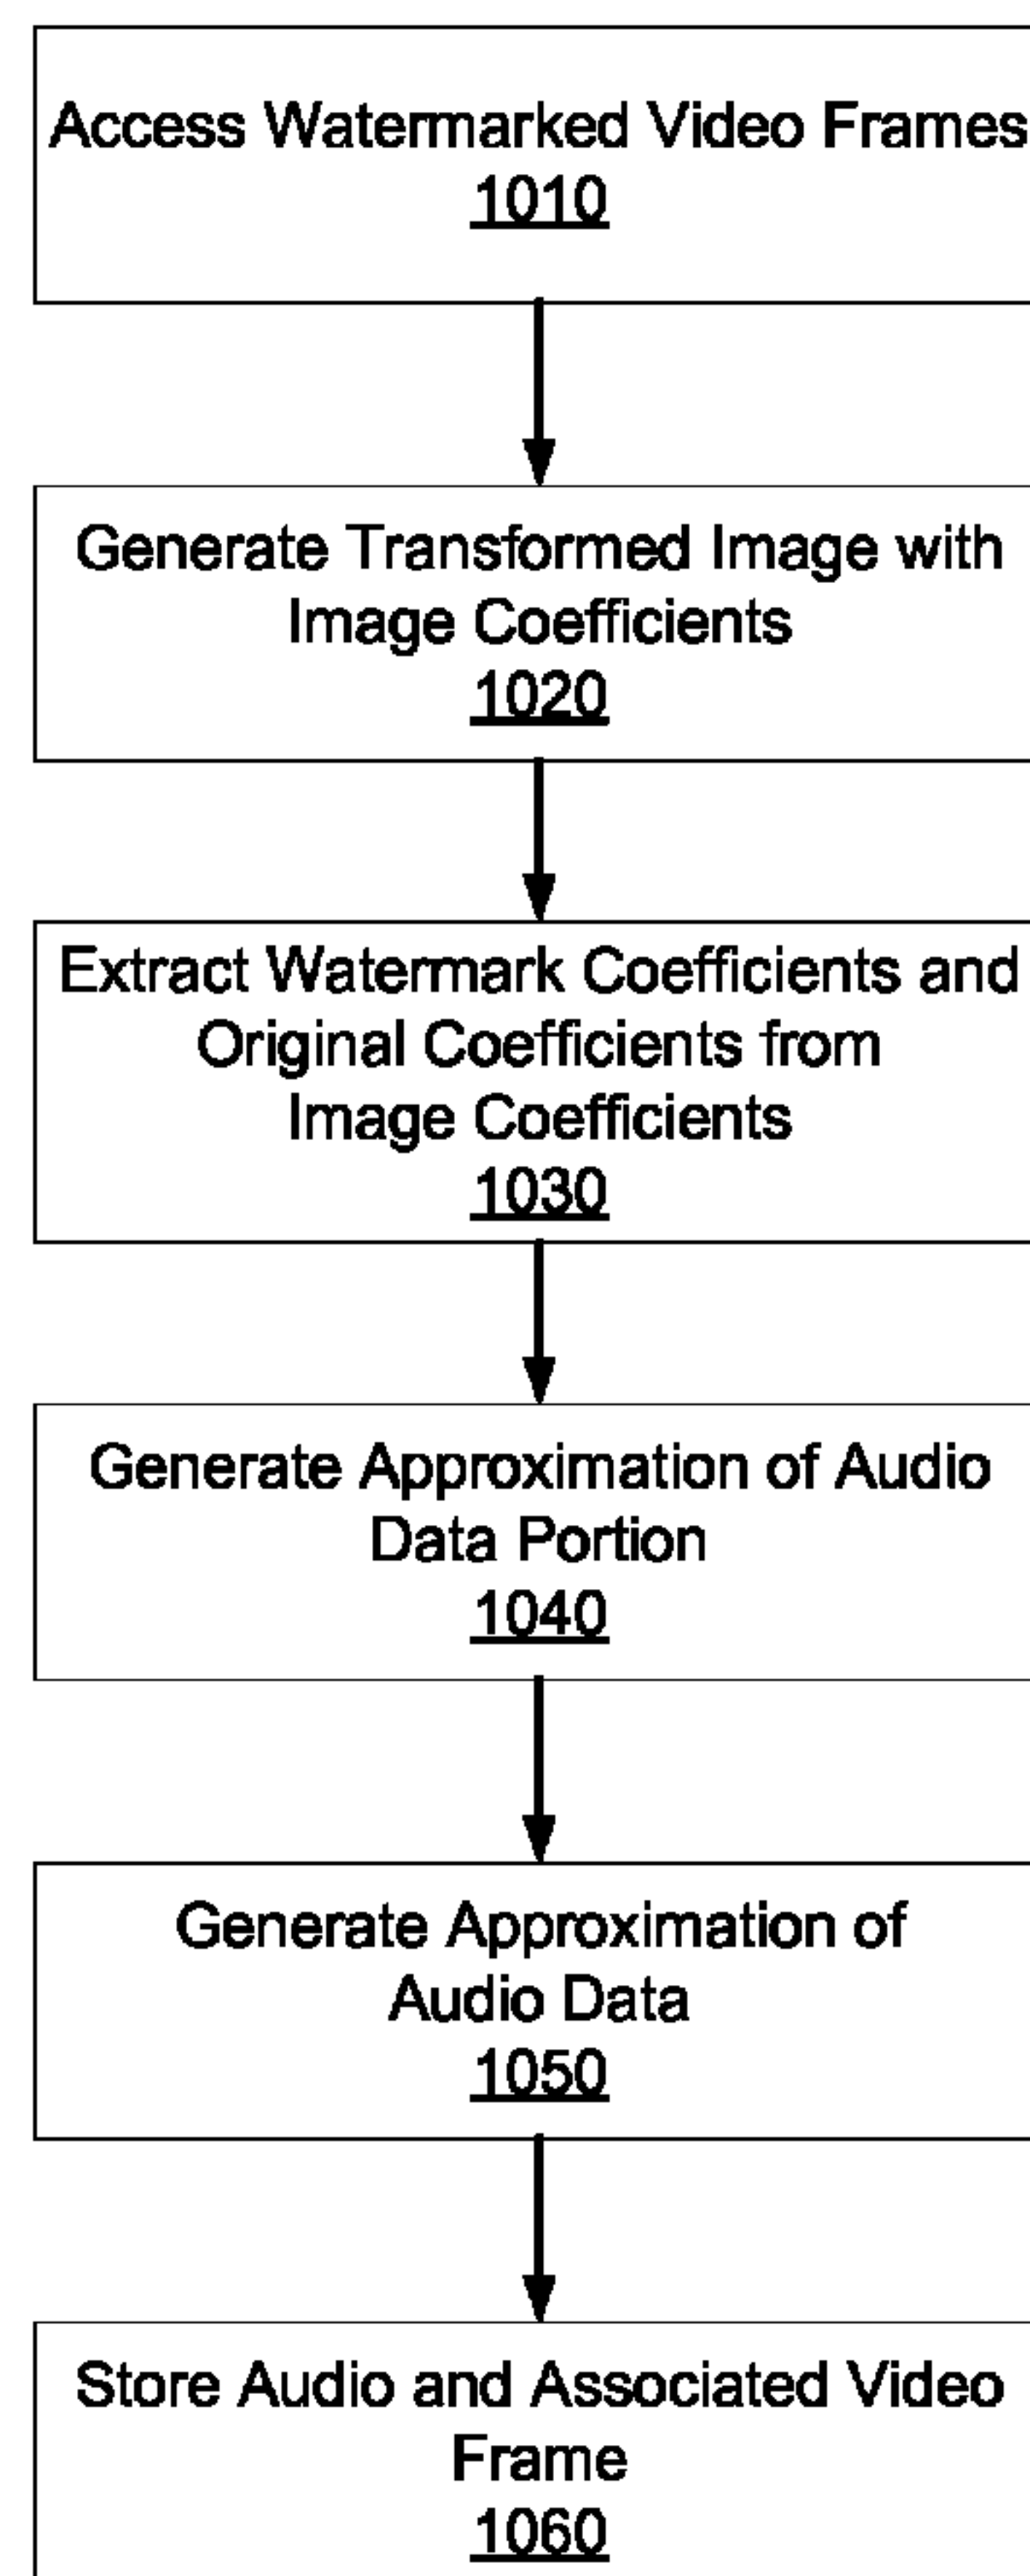 Access Watermarked Video Frames
1010
Generate Transformed Image with
Image Coefficients
1020
Extract Watermark Coefficients and
Original Coefficients from
Image Coefficients
1030
Generate Approximation of Audio
Data Portion
1040
Generate Approximation of
Audio Data
1050
Store Audio and Associated Video
Frame
1060